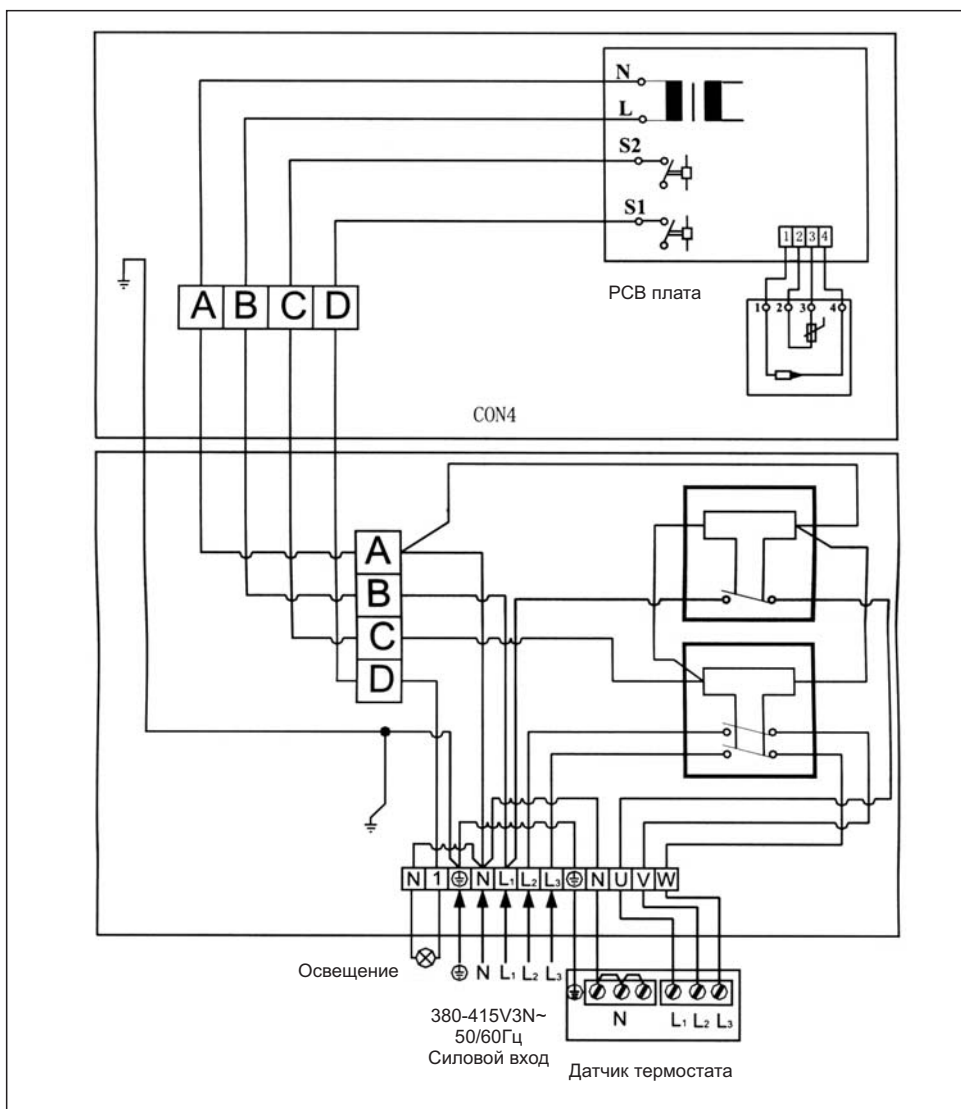 N
L
S2
S1
1 2 3 4
PCB плата
1 2 3 4
A B C D
CON4
A
B
C
D
N 1 N L1 L2 L3 N U V W
Освещение
N L1 L2 L3
N L1 L2 L3
380-415V3N~
50/60Гц
Силовой вход
Датчик термостата